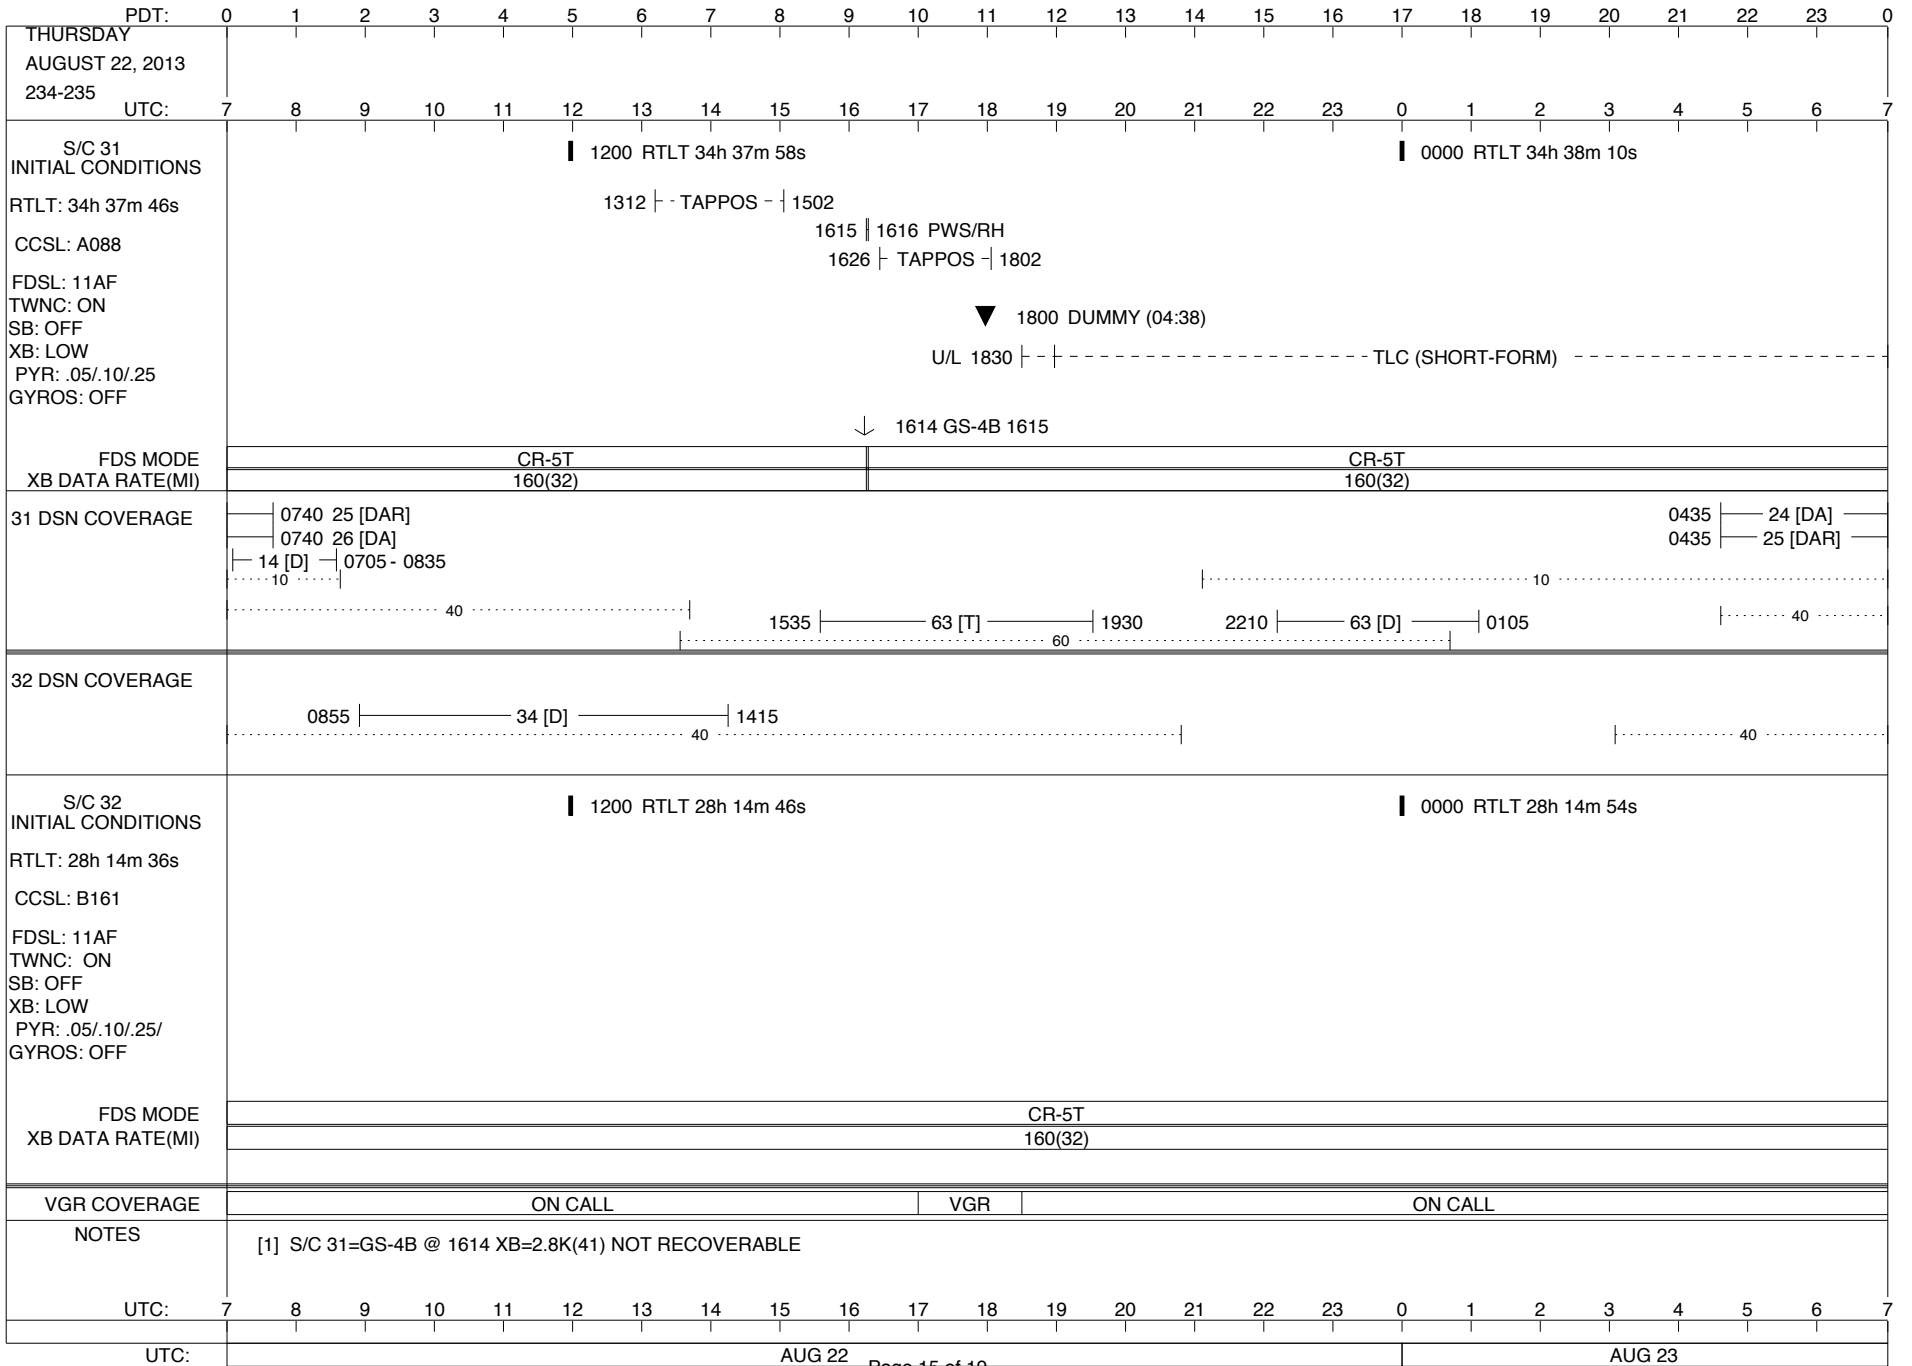 PDT: 0 1 2 3 4 5 6 7 8 9 10 11 12 13 14 15 16 17 18 19 20 21 22 23 0
THURSDAY
AUGUST 22, 2013
234-235
UTC: 7 8 9 10 11 12 13 14 15 16 17 18 19 20 21 22 23 0 1 2 3 4 5 6 7
S/C 31
INITIAL CONDITIONS
1200 RTLT 34h 37m 58s
0000 RTLT 34h 38m 10s
RTLT: 34h 37m 46s
1312 TAPPOS 1502
1615 1616 PWS/RH
CCSL: A088
1626 TAPPOS 1802
FDSL: 11AF
TWNC: ON
1800 DUMMY (04:38)
SB: OFF
XB: LOW
U/L 1830 TLC (SHORT-FORM)
PYR: .05/.10/.25
GYROS: OFF
1614 GS-4B 1615
FDS MODE CR-5T CR-5T
XB DATA RATE(MI) 160(32) 160(32)
31 DSN COVERAGE
0740 25 [DAR]
0435 24 [DA]
0740 26 [DA]
0435 25 [DAR]
14 [D] 0705 - 0835
10 10
40 40
1535 63 [T] 1930
2210 63 [D] 0105
60
32 DSN COVERAGE
0855 34 [D] 1415
40 40
S/C 32
INITIAL CONDITIONS
1200 RTLT 28h 14m 46s
0000 RTLT 28h 14m 54s
RTLT: 28h 14m 36s
CCSL: B161
FDSL: 11AF
TWNC: ON
SB: OFF
XB: LOW
PYR: .05/.10/.25/
GYROS: OFF
FDS MODE CR-5T
XB DATA RATE(MI) 160(32)
VGR COVERAGE ON CALL VGR ON CALL
NOTES
[1] S/C 31=GS-4B @ 1614 XB=2.8K(41) NOT RECOVERABLE
UTC: 7 8 9 10 11 12 13 14 15 16 17 18 19 20 21 22 23 0 1 2 3 4 5 6 7
UTC: AUG 22 AUG 23
Page 15 of 19